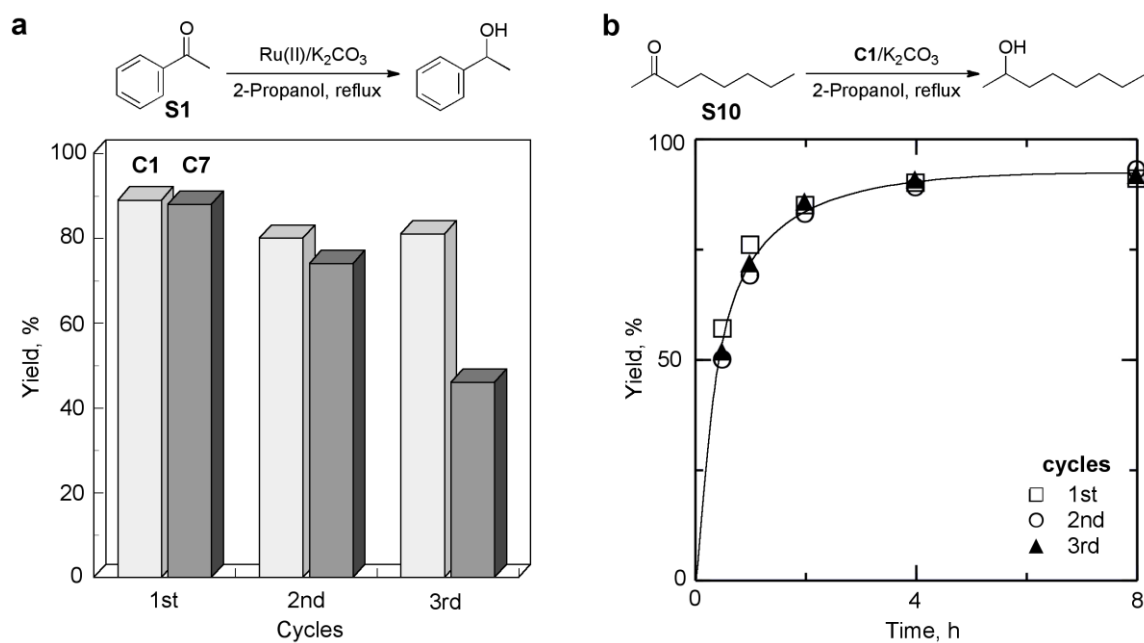 a
O
OH
Ru(II)/K2CO3
2-Propanol, reflux
S1
100
80
60
40
20
0
Yield, %
C1 C7
1st 2nd 3rd
Cycles
b
O
OH
C1/K2CO3
2-Propanol, reflux
S10
100
50
0
Yield, %
cycles
1st
2nd
3rd
0 4 8
Time, h